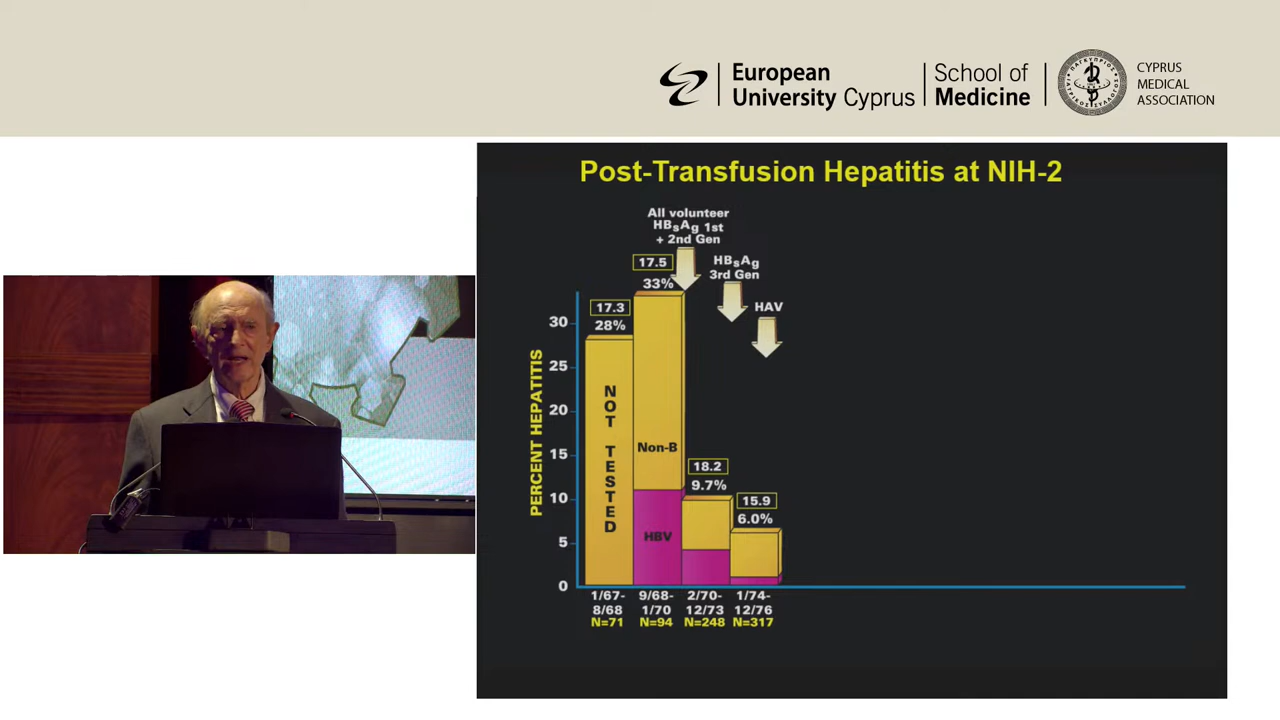 European
University Cyprus
School of
Medicine
CYPRUS
MEDICAL
ASSOCIATION
Post-Transfusion Hepatitis at NIH-2
All volunteer
HBsAg 1st
+ 2nd Gen
17.5
33%
HBsAg
3rd Gen
HAV
17.3
28%
30
25
20
15
10
5
0
PERCENT HEPATITIS
NOT TESTED
Non-B
HBV
18.2
9.7%
15.9
6.0%
1/67-
8/68
N=71
9/68-
1/70
N=94
2/70-
12/73
N=248
1/74-
12/76
N=317